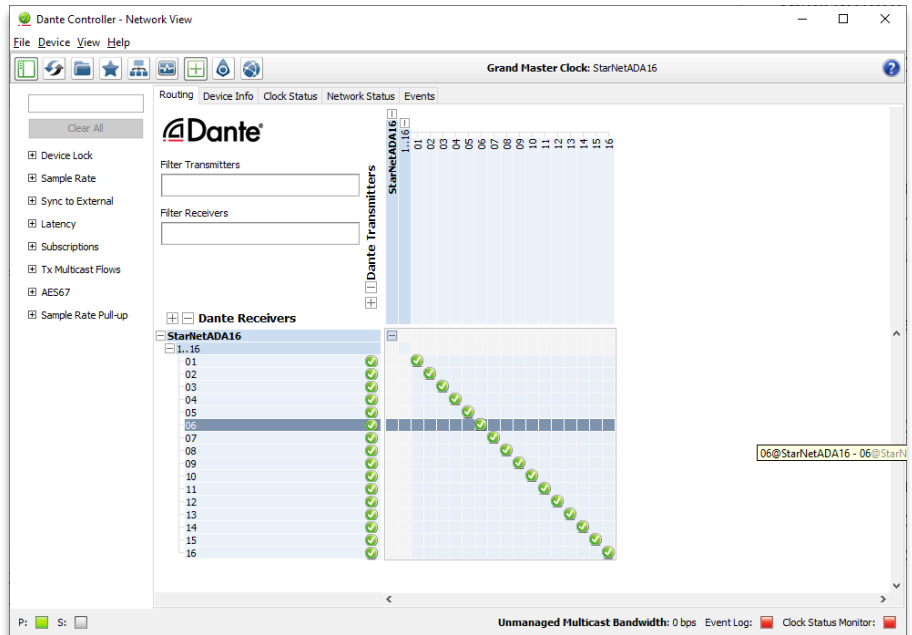 Dante Controller - Network View
File Device View Help
Grand Master Clock: StarNetADA16
Routing Device Info Clock Status Network Status Events
Clear All
Device Lock
Sample Rate
Sync to External
Latency
Subscriptions
Tx Multicast Flows
AES67
Sample Rate Pull-up
Dante
Filter Transmitters
Filter Receivers
Dante Transmitters
StarNetADA16
1..16
01 02 03 04 05 06 07 08 09 10 11 12 13 14 15 16
Dante Receivers
StarNetADA16
1..16
01
02
03
04
05
06
07
08
09
10
11
12
13
14
15
16
06@StarNetADA16 - 06@StarN
P: S: Unmanaged Multicast Bandwidth: 0 bps Event Log: Clock Status Monitor: